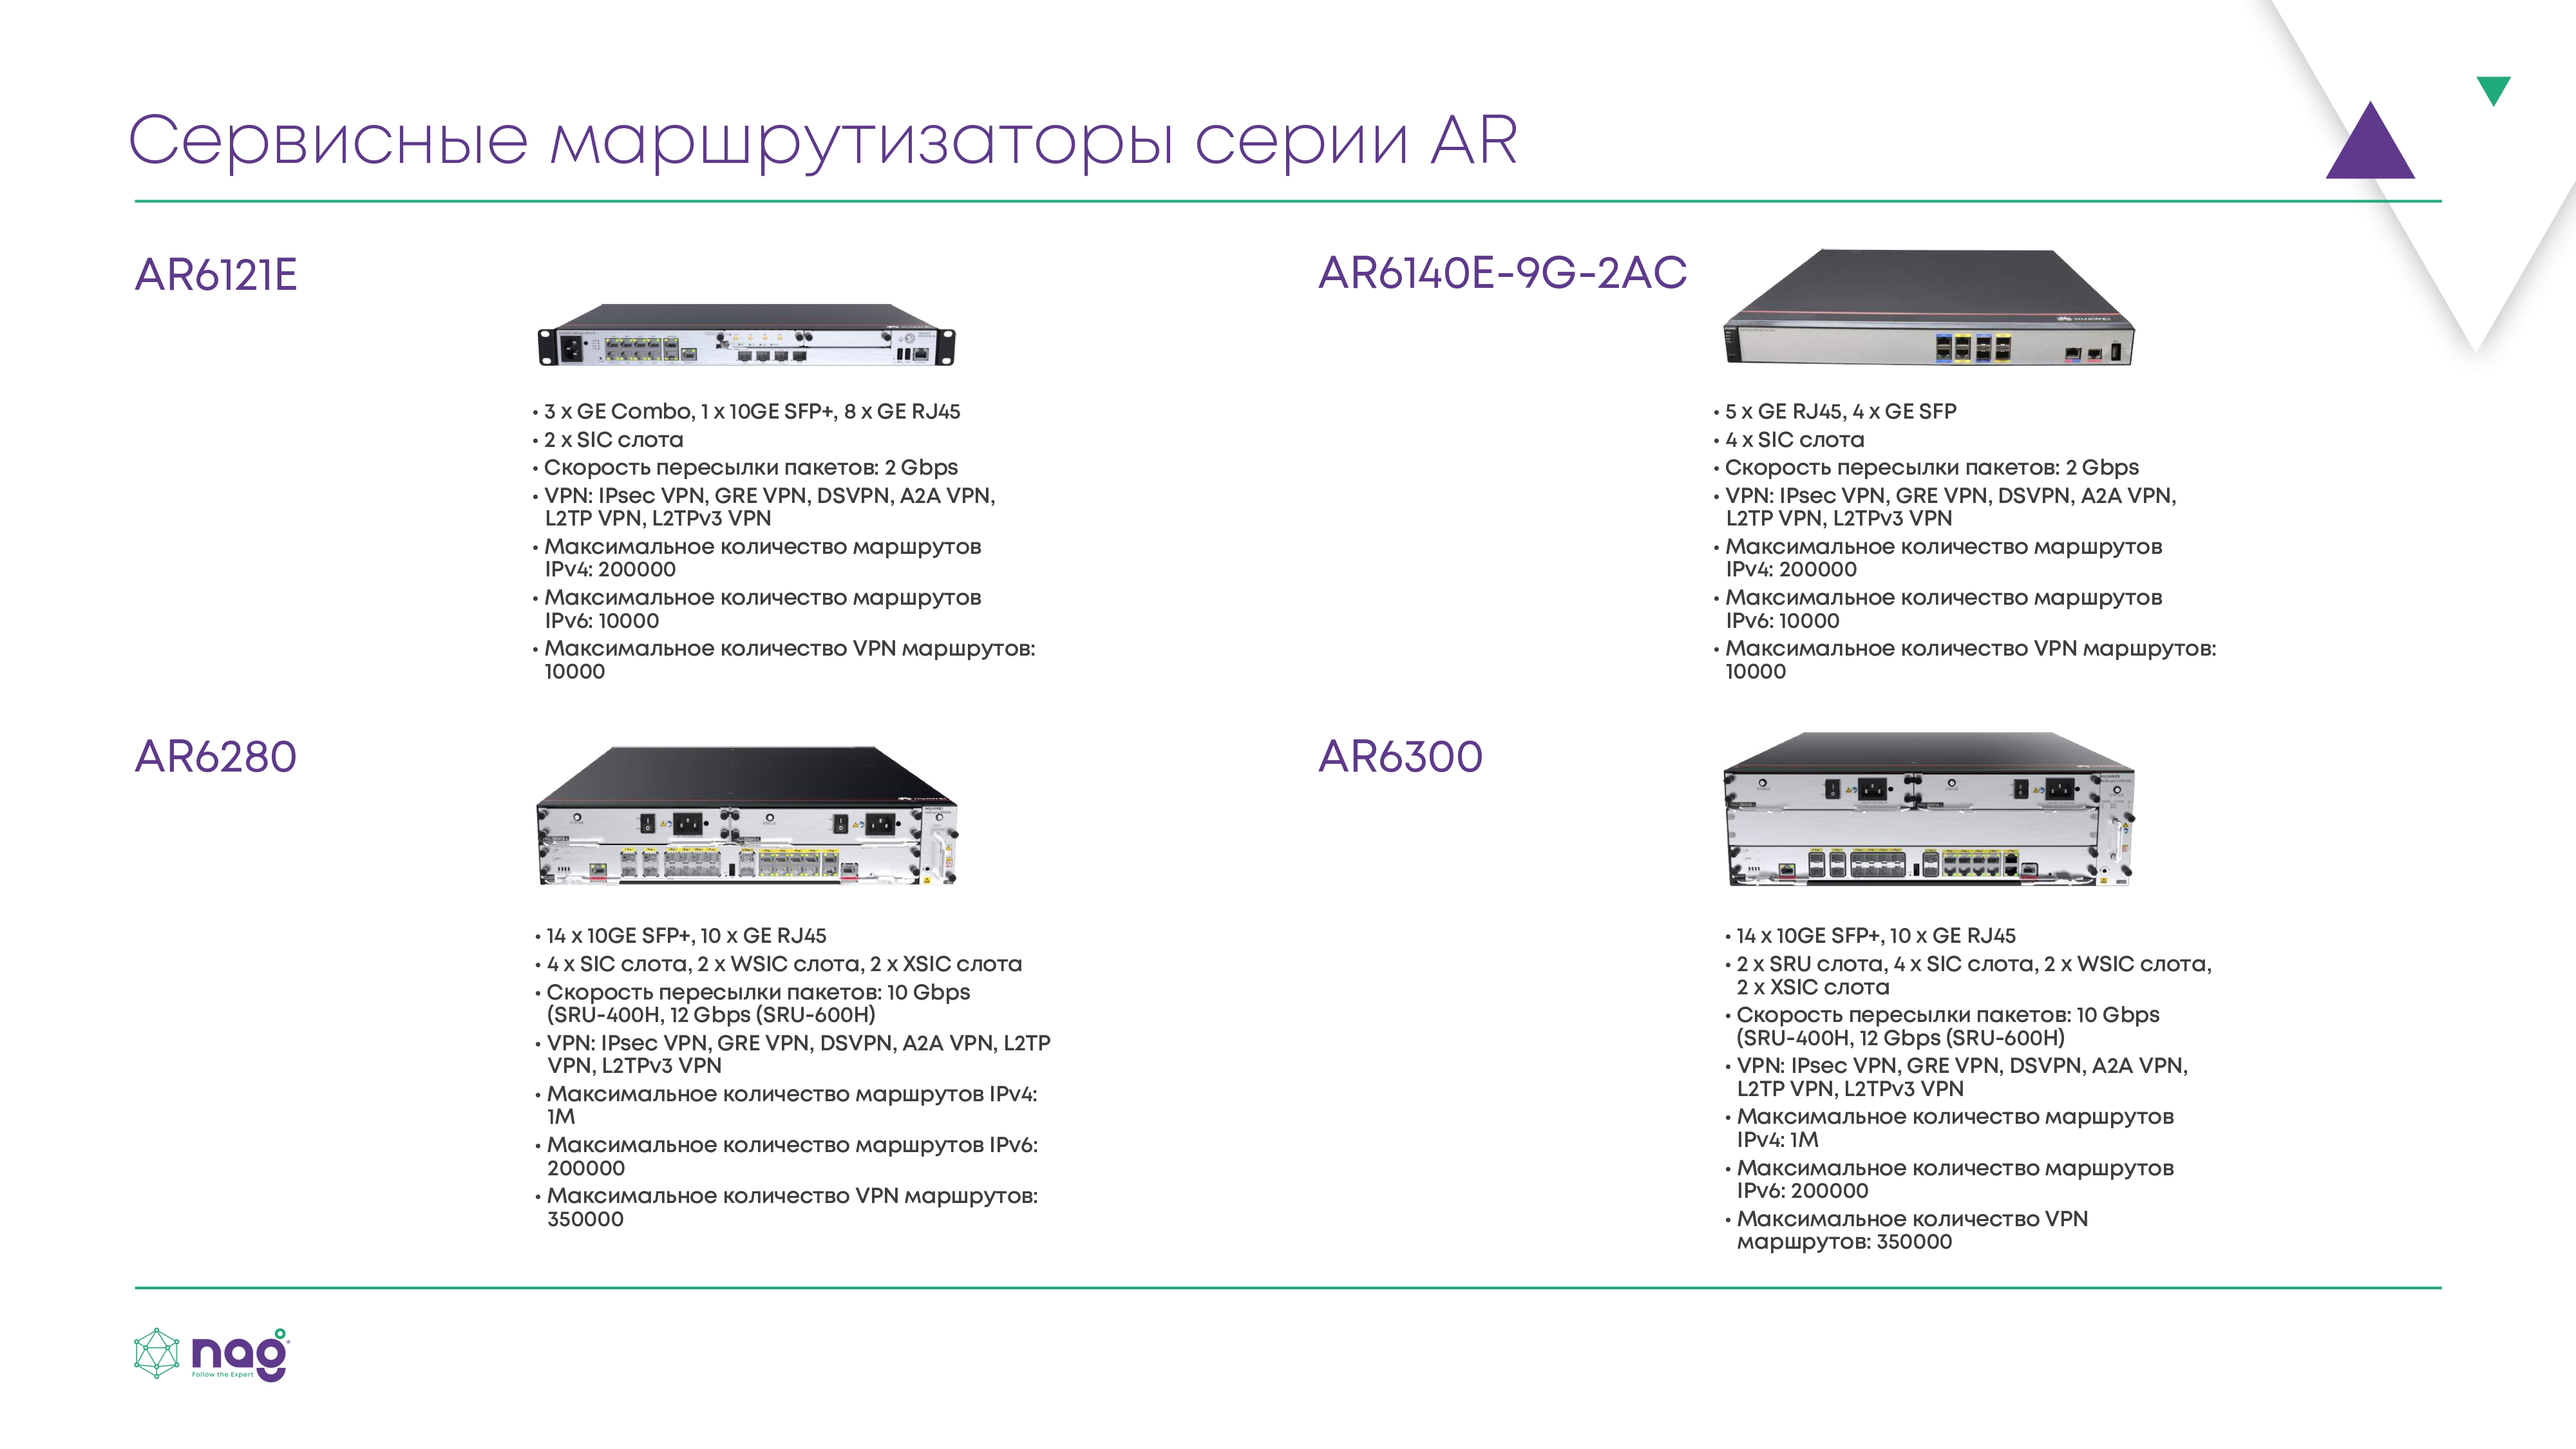 Сервисные маршрутизаторы серии AR
AR6121E
• 3 x GE Combo, 1 x 10GE SFP+, 8 x GE RJ45
• 2 x SIC слота
• Скорость пересылки пакетов: 2 Gbps
• VPN: IPsec VPN, GRE VPN, DSVPN, A2A VPN,
L2TP VPN, L2TPv3 VPN
• Максимальное количество маршрутов
IPv4: 200000
• Максимальное количество маршрутов
IPv6: 10000
• Максимальное количество VPN маршрутов:
10000
AR6140E-9G-2AC
HUAWEI
• 5 x GE RJ45, 4 x GE SFP
• 4 x SIC слота
• Скорость пересылки пакетов: 2 Gbps
• VPN: IPsec VPN, GRE VPN, DSVPN, A2A VPN,
L2TP VPN, L2TPv3 VPN
• Максимальное количество маршрутов
IPv4: 200000
• Максимальное количество маршрутов
IPv6: 10000
• Максимальное количество VPN маршрутов:
10000
AR6280
HUAWEI
• 14 x 10GE SFP+, 10 x GE RJ45
• 4 x SIC слота, 2 x WSIC слота, 2 x XSIC слота
• Скорость пересылки пакетов: 10 Gbps
(SRU-400H, 12 Gbps (SRU-600H)
• VPN: IPsec VPN, GRE VPN, DSVPN, A2A VPN, L2TP
VPN, L2TPv3 VPN
• Максимальное количество маршрутов IPv4:
1M
• Максимальное количество маршрутов IPv6:
200000
• Максимальное количество VPN маршрутов:
350000
AR6300
• 14 x 10GE SFP+, 10 x GE RJ45
• 2 x SRU слота, 4 x SIC слота, 2 x WSIC слота,
2 x XSIC слота
• Скорость пересылки пакетов: 10 Gbps
(SRU-400H, 12 Gbps (SRU-600H)
• VPN: IPsec VPN, GRE VPN, DSVPN, A2A VPN,
L2TP VPN, L2TPv3 VPN
• Максимальное количество маршрутов
IPv4: 1M
• Максимальное количество маршрутов
IPv6: 200000
• Максимальное количество VPN
маршрутов: 350000
nag
Follow the Expert